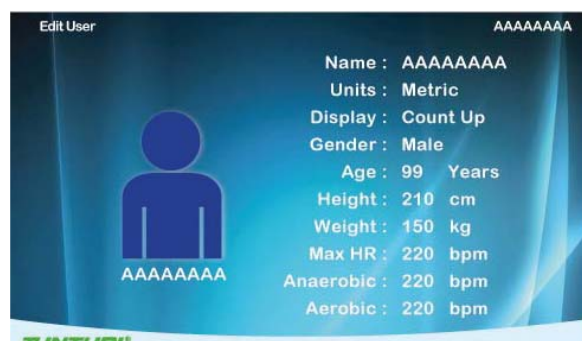 Edit User
AAAAAAAA
Name : AAAAAAAA
Units : Metric
Display : Count Up
Gender : Male
Age : 99 Years
Height : 210 cm
Weight : 150 kg
Max HR : 220 bpm
Anaerobic : 220 bpm
Aerobic : 220 bpm
AAAAAAAA